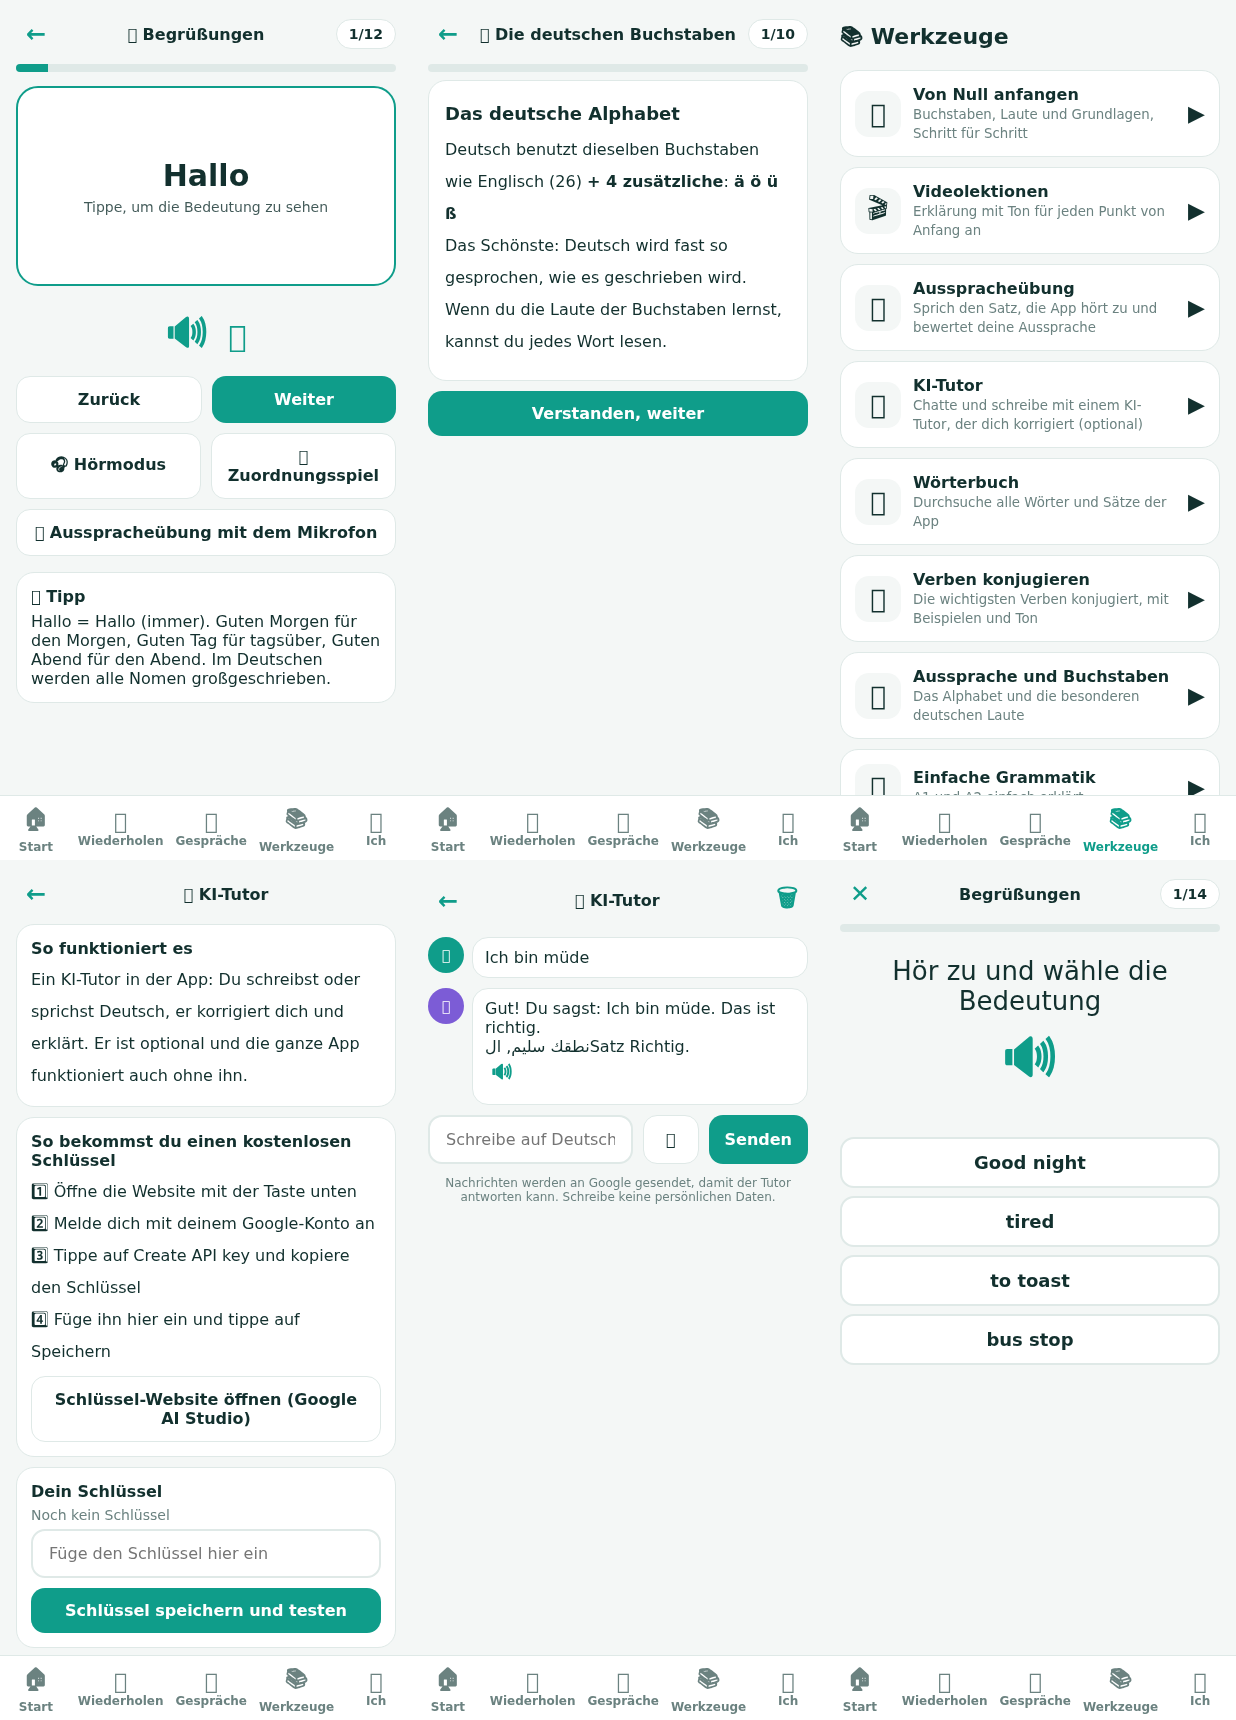 ← Begrüßungen 1/12
Hallo
Tippe, um die Bedeutung zu sehen
Zurück
Weiter
Hörmodus
Zuordnungsspiel
Ausspracheübung mit dem Mikrofon
Tipp
Hallo = Hallo (immer). Guten Morgen für
den Morgen, Guten Tag für tagsüber, Guten
Abend für den Abend. Im Deutschen
werden alle Nomen großgeschrieben.
Start
Wiederholen
Gespräche
Werkzeuge
Ich
← Die deutschen Buchstaben 1/10
Das deutsche Alphabet
Deutsch benutzt dieselben Buchstaben
wie Englisch (26) + 4 zusätzliche: ä ö ü
ß
Das Schönste: Deutsch wird fast so
gesprochen, wie es geschrieben wird.
Wenn du die Laute der Buchstaben lernst,
kannst du jedes Wort lesen.
Verstanden, weiter
Start
Wiederholen
Gespräche
Werkzeuge
Ich
Werkzeuge
Von Null anfangen
Buchstaben, Laute und Grundlagen,
Schritt für Schritt
Videolektionen
Erklärung mit Ton für jeden Punkt von
Anfang an
Ausspracheübung
Sprich den Satz, die App hört zu und
bewertet deine Aussprache
KI-Tutor
Chatte und schreibe mit einem KI-
Tutor, der dich korrigiert (optional)
Wörterbuch
Durchsuche alle Wörter und Sätze der
App
Verben konjugieren
Die wichtigsten Verben konjugiert, mit
Beispielen und Ton
Aussprache und Buchstaben
Das Alphabet und die besonderen
deutschen Laute
Einfache Grammatik
A1 und A2 einfach erklärt
Start
Wiederholen
Gespräche
Werkzeuge
Ich
← KI-Tutor
So funktioniert es
Ein KI-Tutor in der App: Du schreibst oder
sprichst Deutsch, er korrigiert dich und
erklärt. Er ist optional und die ganze App
funktioniert auch ohne ihn.
So bekommst du einen kostenlosen
Schlüssel
1 Öffne die Website mit der Taste unten
2 Melde dich mit deinem Google-Konto an
3 Tippe auf Create API key und kopiere
den Schlüssel
4 Füge ihn hier ein und tippe auf
Speichern
Schlüssel-Website öffnen (Google
AI Studio)
Dein Schlüssel
Noch kein Schlüssel
Füge den Schlüssel hier ein
Schlüssel speichern und testen
Start
Wiederholen
Gespräche
Werkzeuge
Ich
← KI-Tutor
Ich bin müde
Gut! Du sagst: Ich bin müde. Das ist
richtig.
نطقك سليم, الSatz Richtig.
Schreibe auf Deutsch
Senden
Nachrichten werden an Google gesendet, damit der Tutor
antworten kann. Schreibe keine persönlichen Daten.
Start
Wiederholen
Gespräche
Werkzeuge
Ich
✕ Begrüßungen 1/14
Hör zu und wähle die
Bedeutung
Good night
tired
to toast
bus stop
Start
Wiederholen
Gespräche
Werkzeuge
Ich